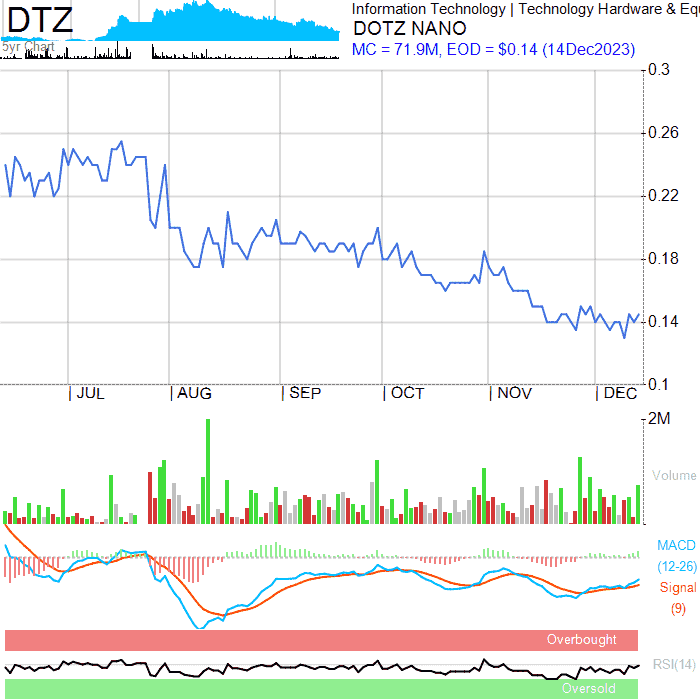 DTZ
5yr Chart
Information Technology | Technology Hardware & Equ
DOTZ NANO
MC = 71.9M, EOD = $0.14 (14Dec2023)
0.3
0.26
0.22
0.18
0.14
0.1
| JUL | AUG | SEP | OCT | NOV | DEC
2M
Volume
MACD
(12-26)
Signal
(9)
Overbought
RSI(14)
Oversold